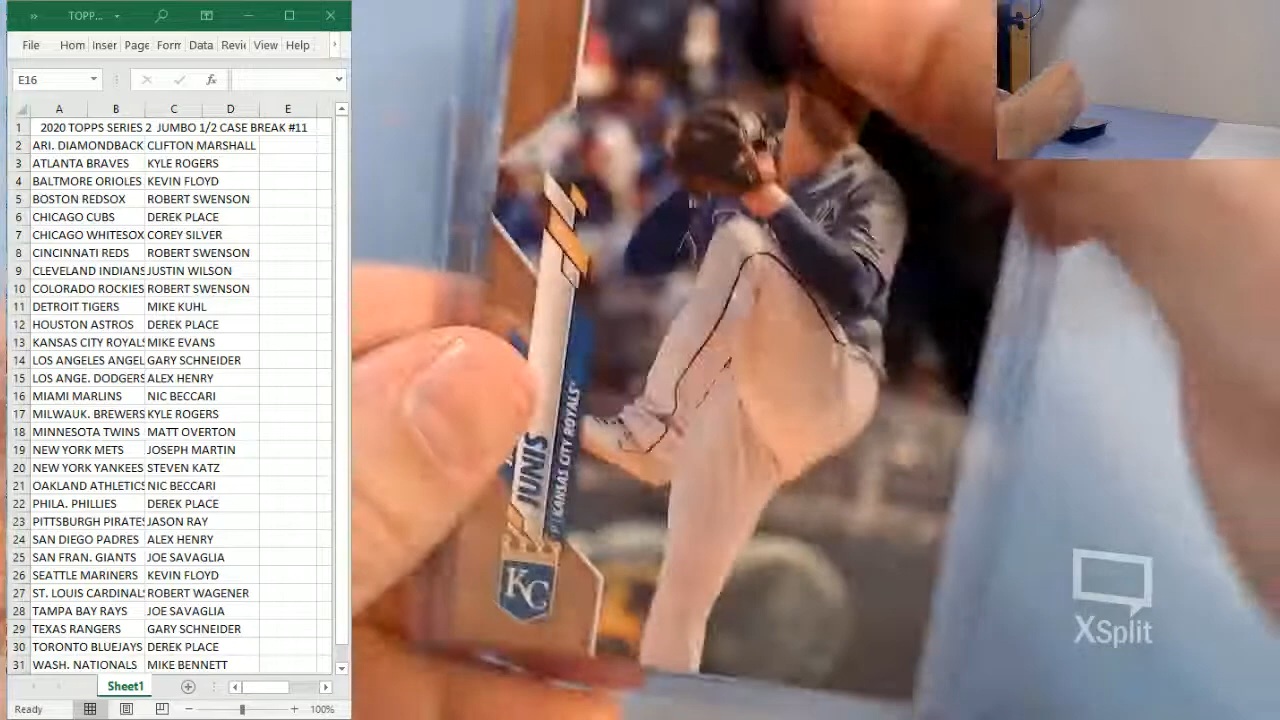 TOPP...
File Hom Inser Page Form Data Revi View Help
E16
fx
A B C D E
1 2020 TOPPS SERIES 2 JUMBO 1/2 CASE BREAK #11
2 ARI. DIAMONDBACK CLIFTON MARSHALL
3 ATLANTA BRAVES KYLE ROGERS
4 BALTMORE ORIOLES KEVIN FLOYD
5 BOSTON REDSOX ROBERT SWENSON
6 CHICAGO CUBS DEREK PLACE
7 CHICAGO WHITESOX COREY SILVER
8 CINCINNATI REDS ROBERT SWENSON
9 CLEVELAND INDIANS JUSTIN WILSON
10 COLORADO ROCKIES ROBERT SWENSON
11 DETROIT TIGERS MIKE KUHL
12 HOUSTON ASTROS DEREK PLACE
13 KANSAS CITY ROYALS MIKE EVANS
14 LOS ANGELES ANGEL GARY SCHNEIDER
15 LOS ANGE. DODGERS ALEX HENRY
16 MIAMI MARLINS NIC BECCARI
17 MILWAUK. BREWERS KYLE ROGERS
18 MINNESOTA TWINS MATT OVERTON
19 NEW YORK METS JOSEPH MARTIN
20 NEW YORK YANKEES STEVEN KATZ
21 OAKLAND ATHLETICS NIC BECCARI
22 PHILA. PHILLIES DEREK PLACE
23 PITTSBURGH PIRATES JASON RAY
24 SAN DIEGO PADRES ALEX HENRY
25 SAN FRAN. GIANTS JOE SAVAGLIA
26 SEATTLE MARINERS KEVIN FLOYD
27 ST. LOUIS CARDINALS ROBERT WAGENER
28 TAMPA BAY RAYS JOE SAVAGLIA
29 TEXAS RANGERS GARY SCHNEIDER
30 TORONTO BLUEJAYS DEREK PLACE
31 WASH. NATIONALS MIKE BENNETT
Sheet1
Ready 100%
JUNIS
KANSAS CITY ROYALS
KC
XSplit